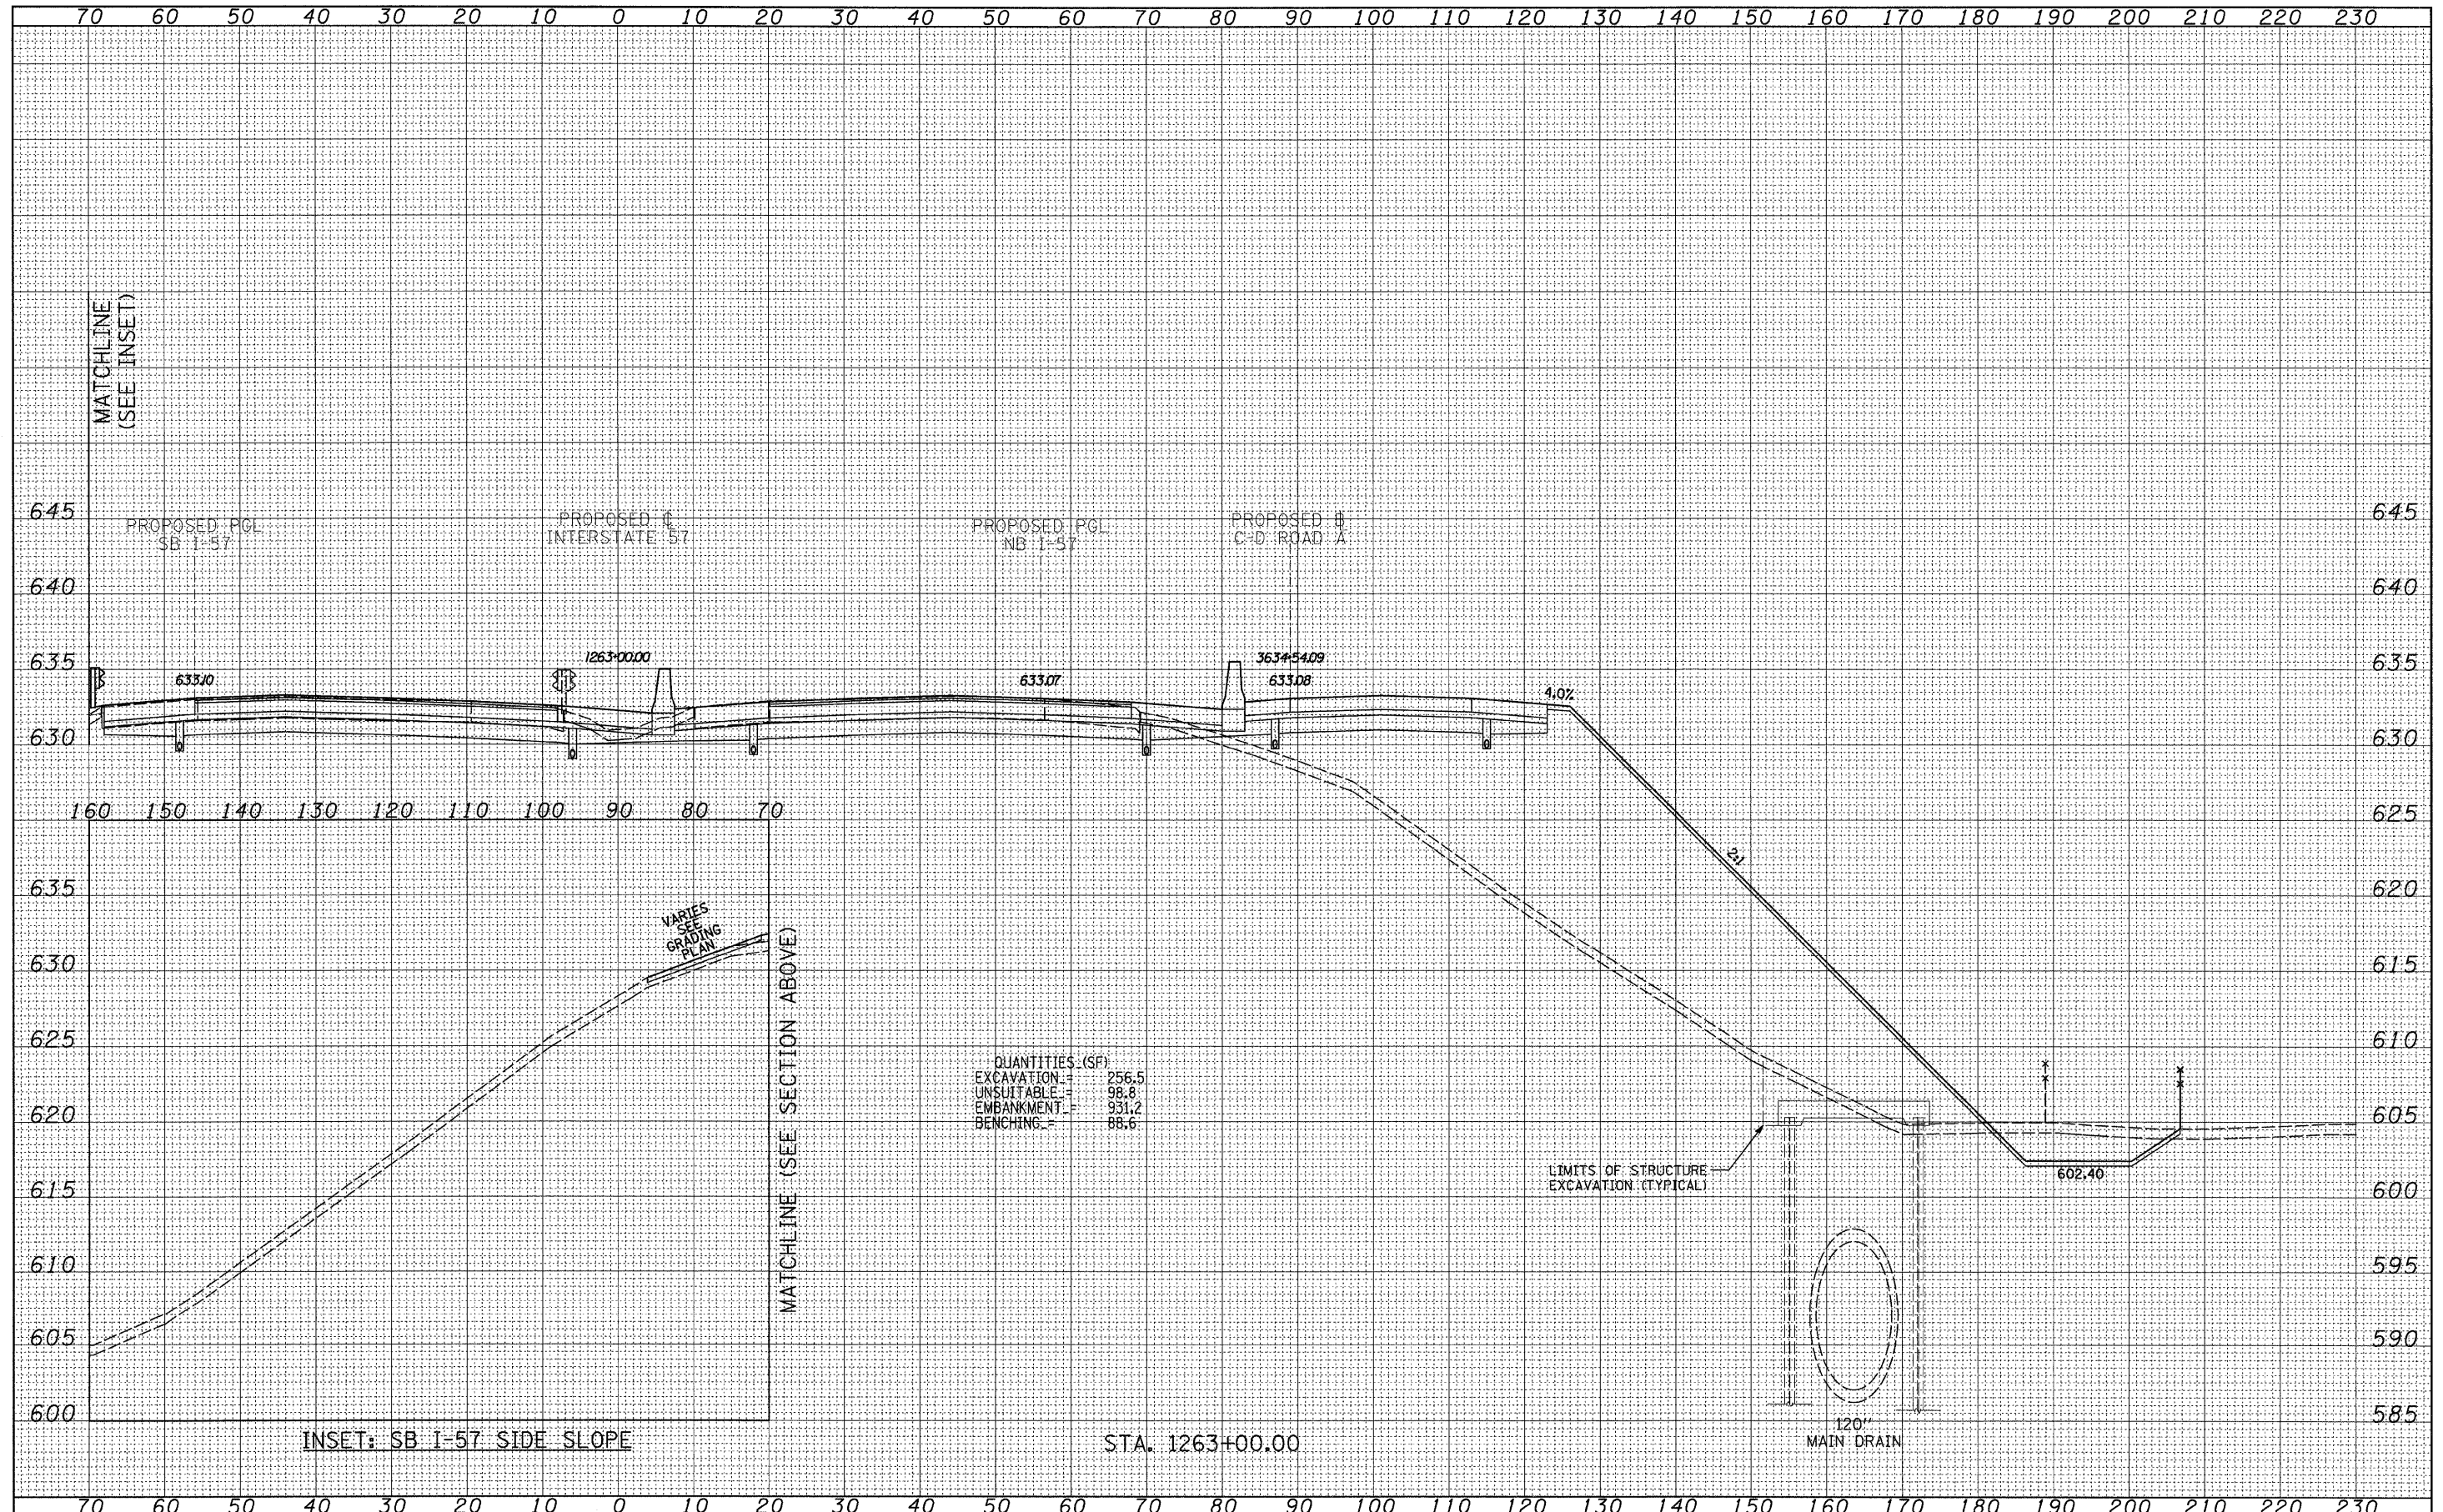 70 60 50 40 30 20 10 0 10 20 30 40 50 60 70 80 90 100 110 120 130 140 150 160 170 180 190 200 210 220 230
MATCHLINE
(SEE INSET)
645 645
PROPOSED PGL
SB I-57
PROPOSED ℄
INTERSTATE 57
PROPOSED PGL
NB I-57
PROPOSED B
C-D ROAD A
640 640
635 635
1263+00.00
3634+54.09
633.10
633.07
633.08
4.0%
630 630
160 150 140 130 120 110 100 90 80 70
625
2:1
635 620
VARIES
SEE
GRADING
PLAN
630 615
MATCHLINE (SEE SECTION ABOVE)
625 610
QUANTITIES (SF)
EXCAVATION = 256.5
UNSUITABLE = 98.8
EMBANKMENT = 931.2
BENCHING = 88.6
620 605
LIMITS OF STRUCTURE
EXCAVATION (TYPICAL)
602.40
615 600
610 595
605 590
600 585
120"
MAIN DRAIN
INSET: SB I-57 SIDE SLOPE
STA. 1263+00.00
70 60 50 40 30 20 10 0 10 20 30 40 50 60 70 80 90 100 110 120 130 140 150 160 170 180 190 200 210 220 230